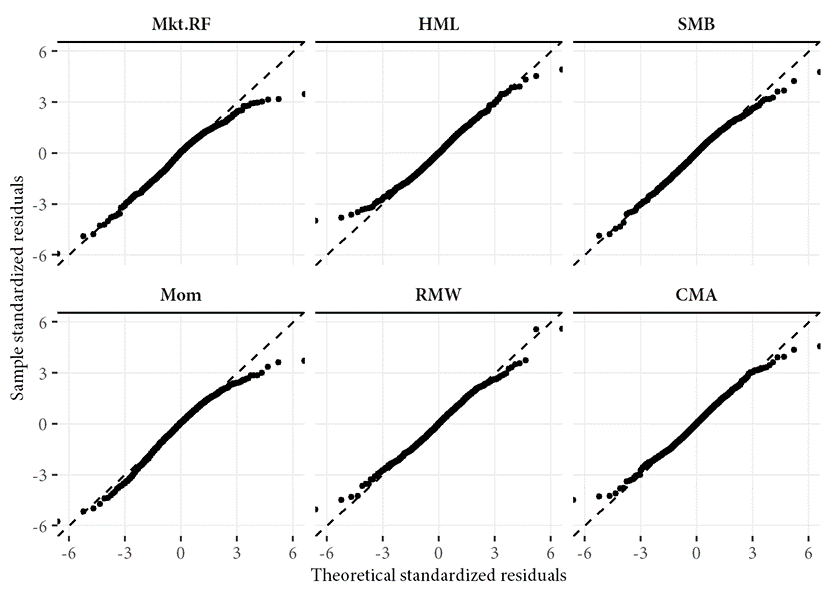 Mkt.RF HML SMB
6
3
0
-3
-6
Mom RMW CMA
6
3
0
-3
-6
-6 -3 0 3 6 -6 -3 0 3 6 -6 -3 0 3 6
Theoretical standardized residuals
Sample standardized residuals